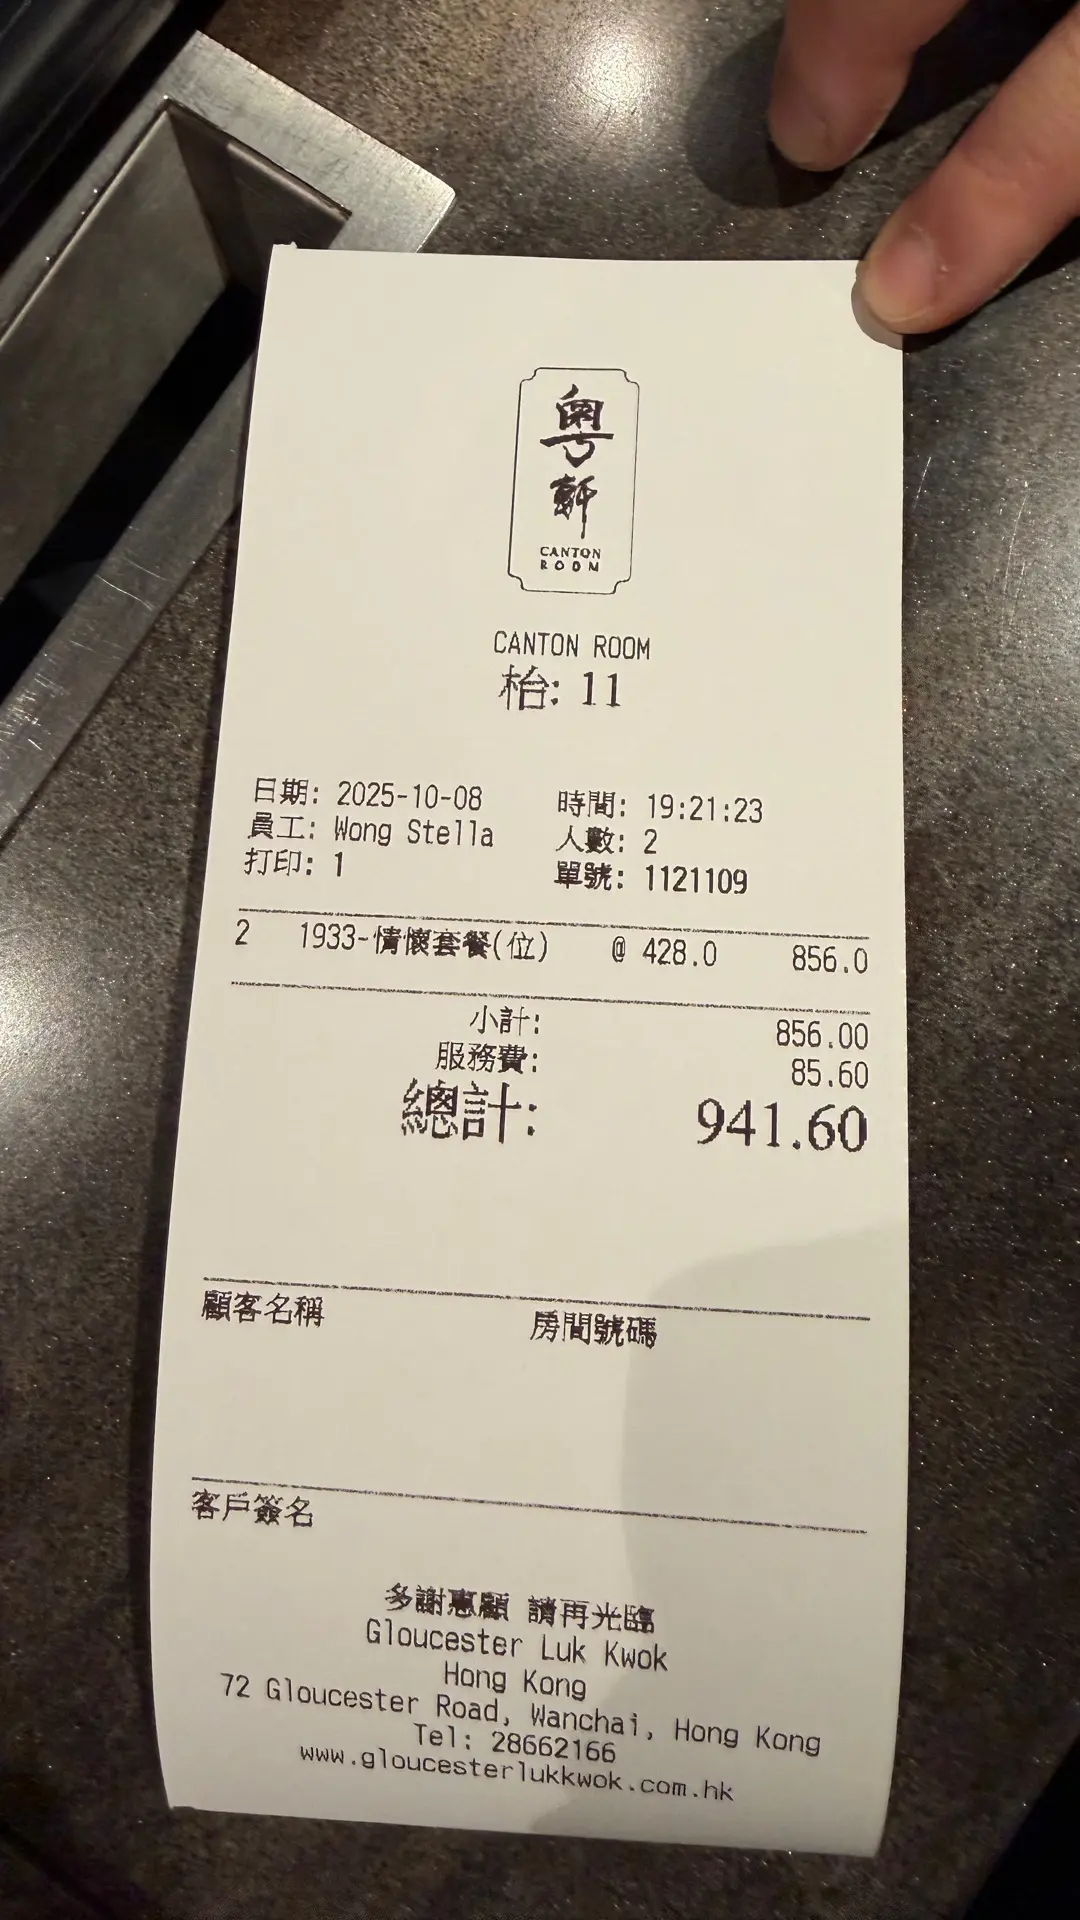 粵
軒
CANTON
ROOM
CANTON ROOM
枱: 11
日期: 2025-10-08 時間: 19:21:23
員工: Wong Stella 人數: 2
打印: 1 單號: 1121109
2 1933-情懷套餐(位) @ 428.0 856.0
小計: 856.00
服務費: 85.60
總計: 941.60
顧客名稱 房間號碼
客戶簽名
多謝惠顧 請再光臨
Gloucester Luk Kwok
Hong Kong
72 Gloucester Road, Wanchai, Hong Kong
Tel: 28662166
www.gloucesterlukkwok.com.hk